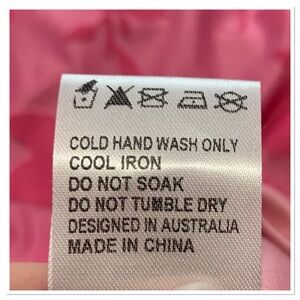 COLD HAND WASH ONLY
COOL IRON
DO NOT SOAK
DO NOT TUMBLE DRY
DESIGNED IN AUSTRALIA
MADE IN CHINA